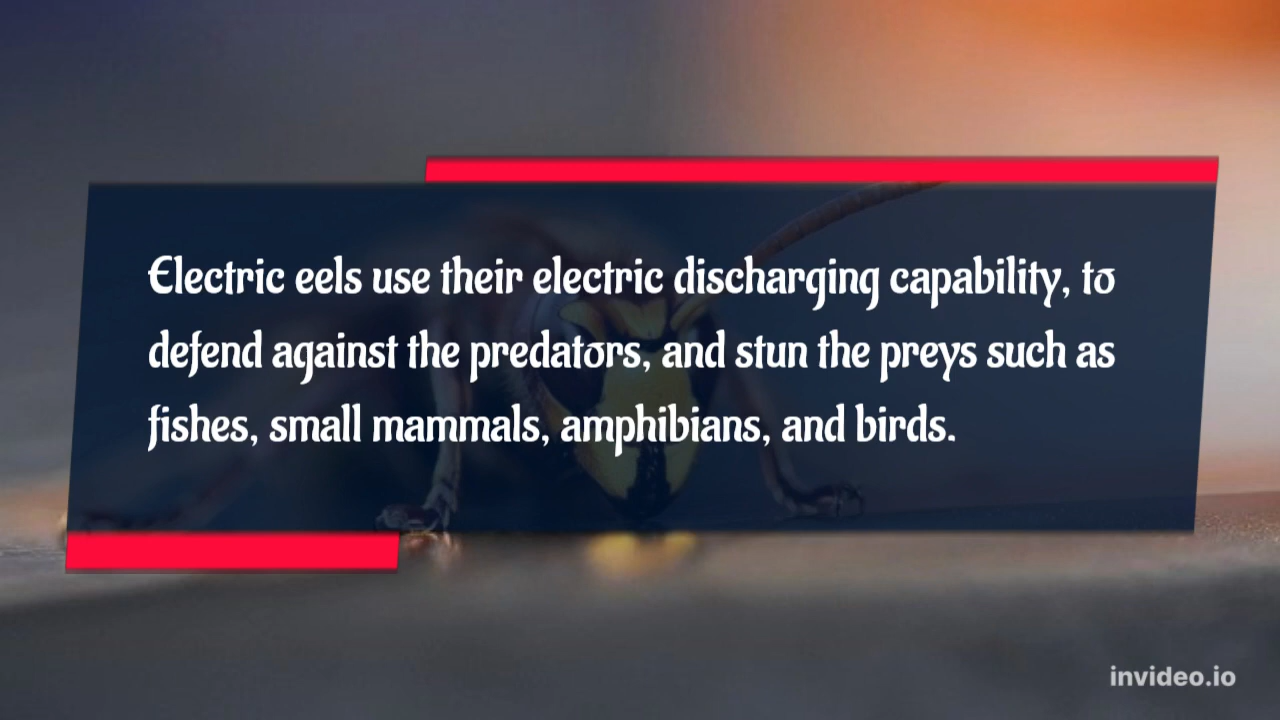 Electric eels use their electric discharging capability, to
defend against the predators, and stun the preys such as
fishes, small mammals, amphibians, and birds.
invideo.io